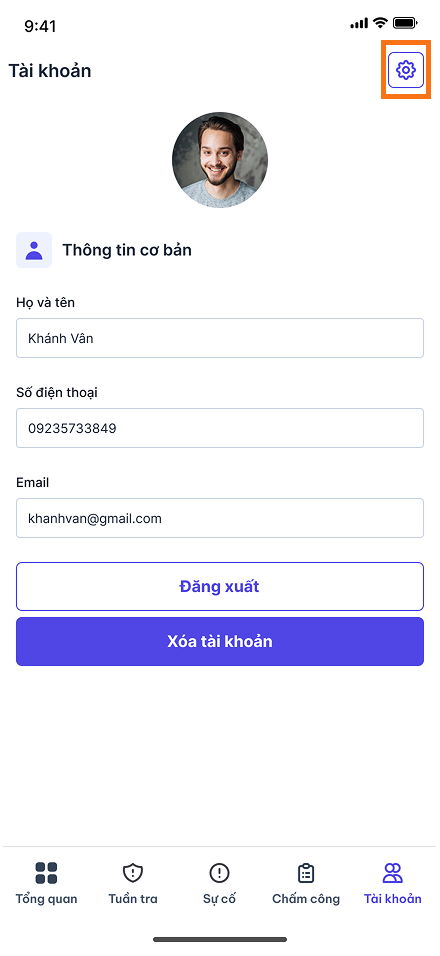 9:41
Tài khoản
Thông tin cơ bản
Họ và tên
Khánh Vân
Số điện thoại
09235733849
Email
khanhvan@gmail.com
Đăng xuất
Xóa tài khoản
Tổng quan
Tuần tra
Sự cố
Chấm công
Tài khoản